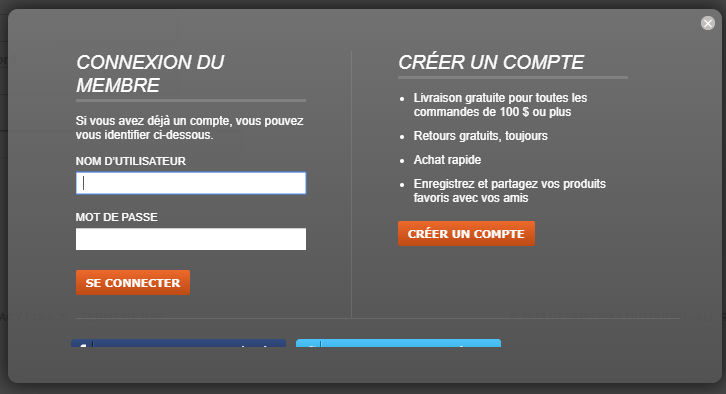 CONNEXION DU
MEMBRE
Si vous avez déjà un compte, vous pouvez
vous identifier ci-dessous.
NOM D'UTILISATEUR
MOT DE PASSE
SE CONNECTER
CRÉER UN COMPTE
Livraison gratuite pour toutes les
commandes de 100 $ ou plus
Retours gratuits, toujours
Achat rapide
Enregistrez et partagez vos produits
favoris avec vos amis
CRÉER UN COMPTE